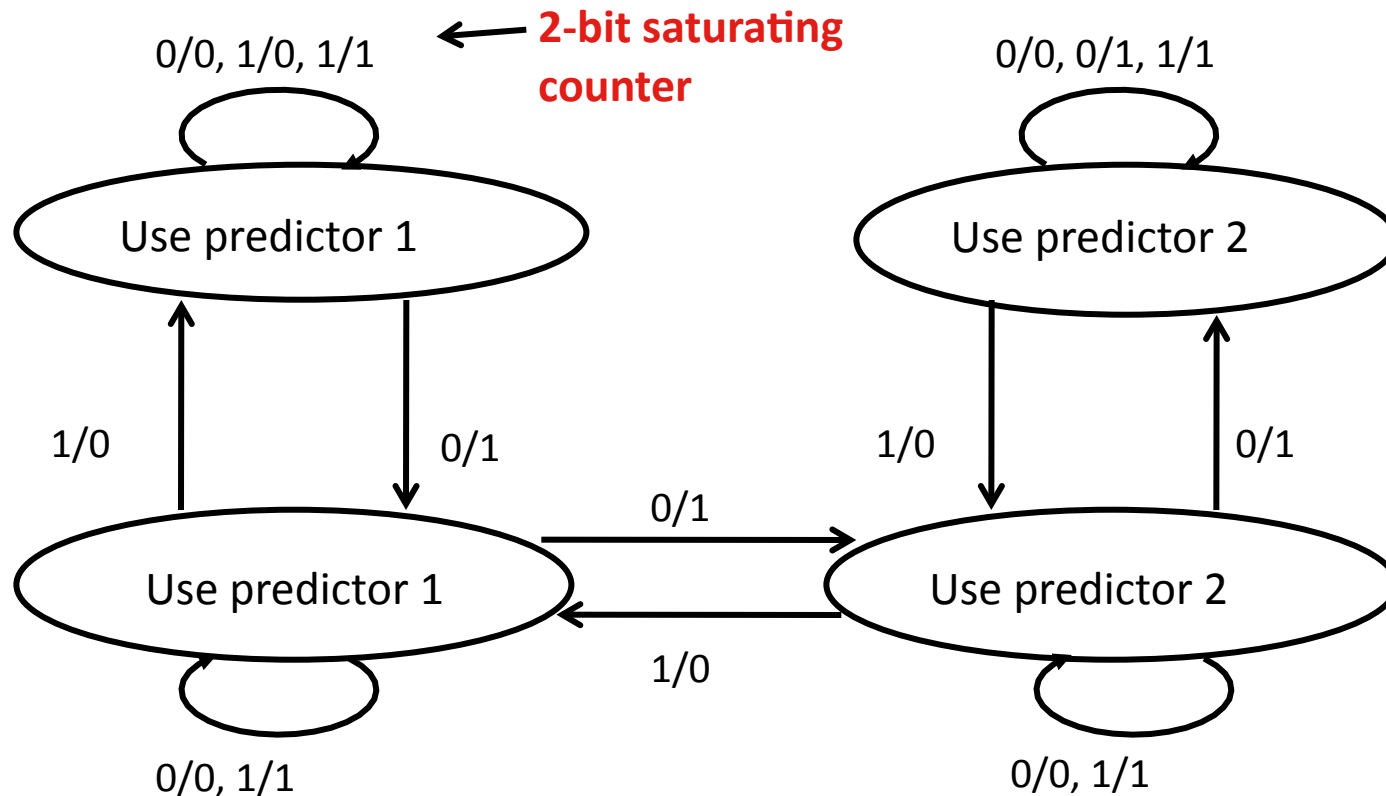 2-bit saturating
counter
0/0, 1/0, 1/1
0/0, 0/1, 1/1
Use predictor 1
Use predictor 2
1/0
0/1
1/0
0/1
0/1
Use predictor 1
Use predictor 2
1/0
0/0, 1/1
0/0, 1/1